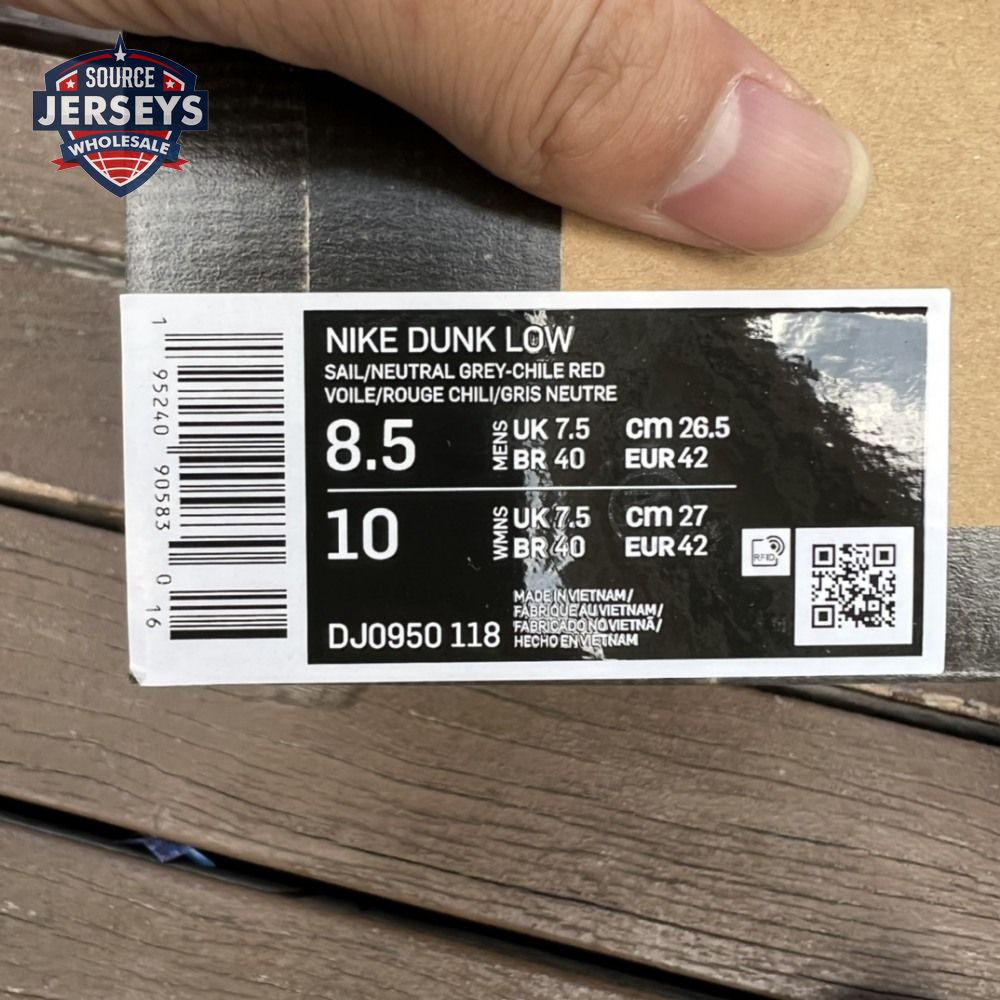 SOURCE
JERSEYS
WHOLESALE
1 95240 90583 0 16
NIKE DUNK LOW
SAIL/NEUTRAL GREY-CHILE RED
VOILE/ROUGE CHILI/GRIS NEUTRE
8.5 MENS UK 7.5 cm 26.5
BR 40 EUR 42
10 WMNS UK 7.5 cm 27
BR 40 EUR 42
RFID
MADE IN VIETNAM/
FABRIQUE AU VIETNAM/
FABRICADO NO VIETNÃ/
HECHO EN VIETNAM
DJ0950 118